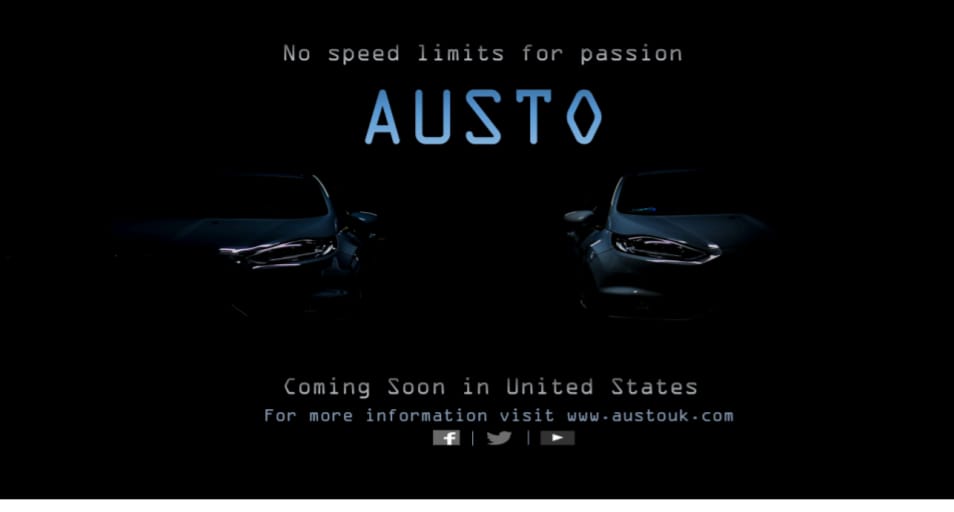 No speed limits for passion
AUSTO
Coming Soon in United States
For more information visit www.austouk.com